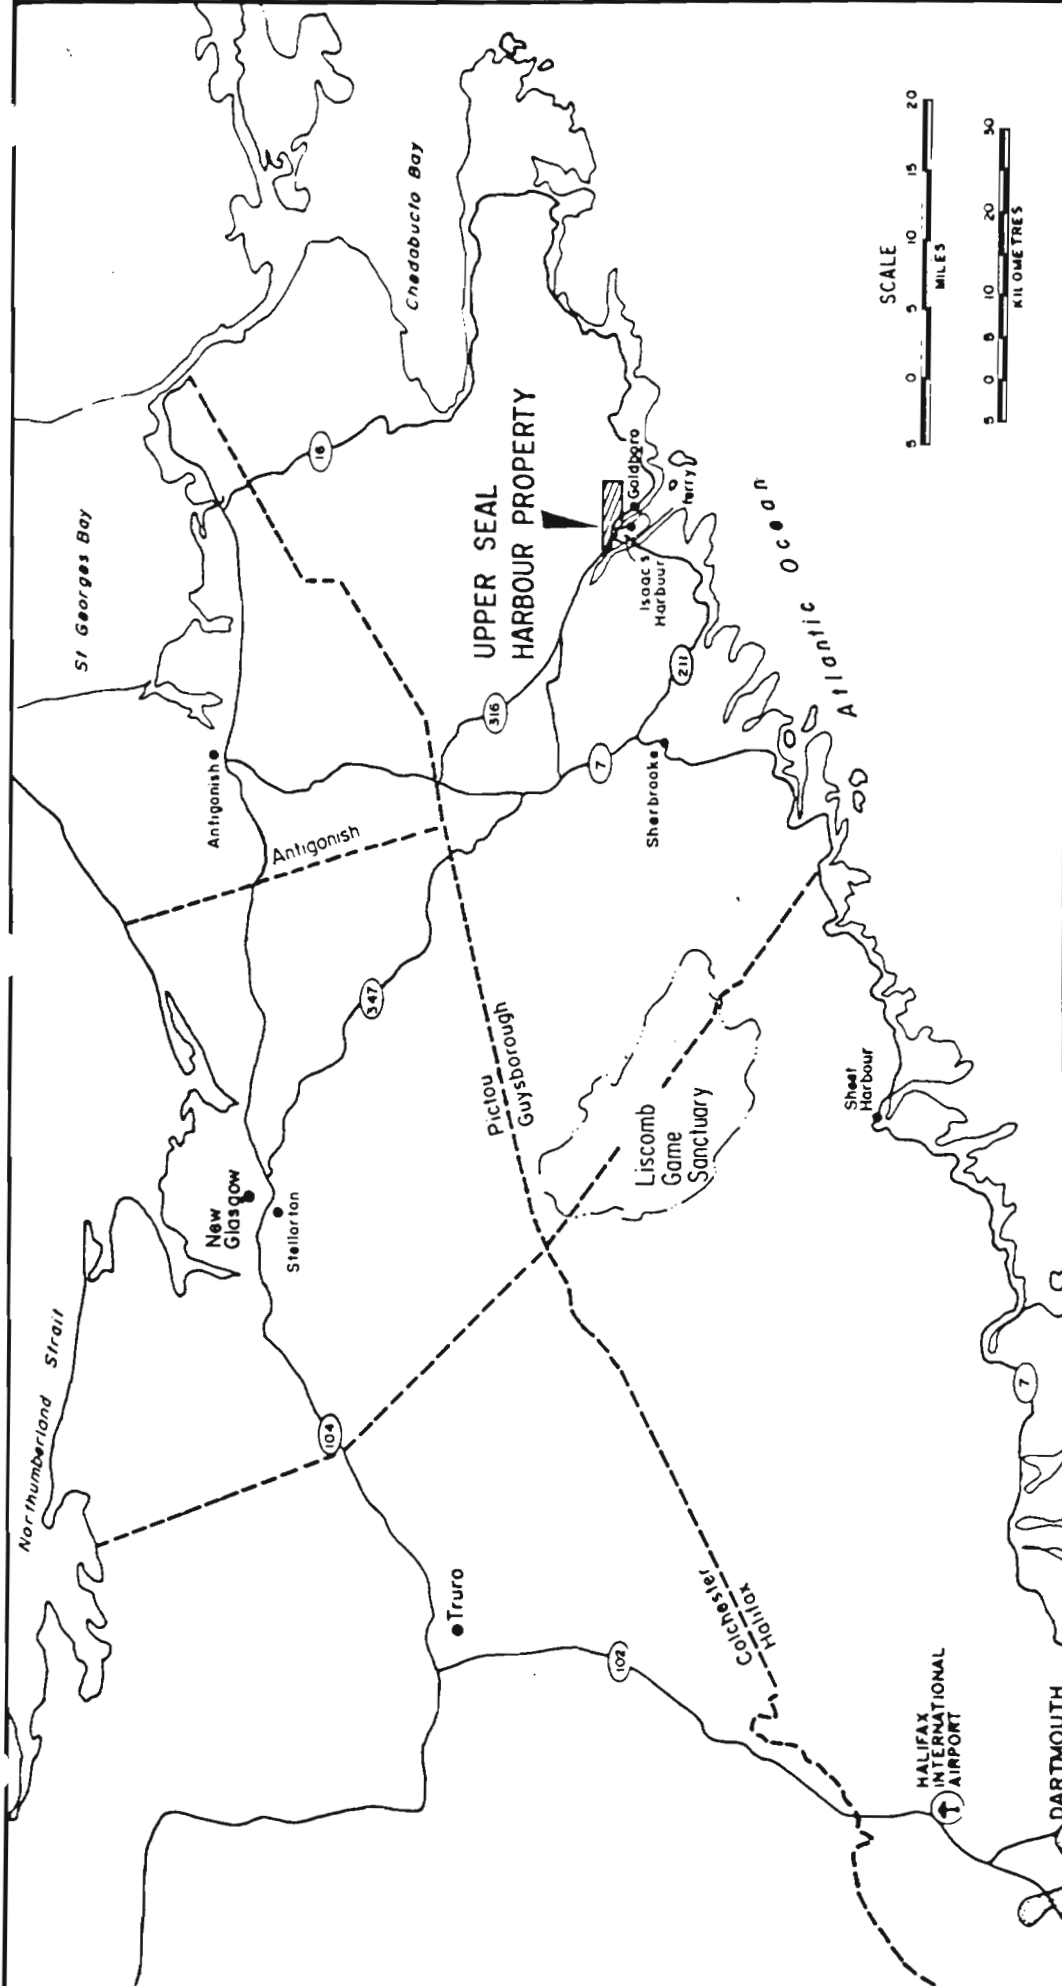 Northumberland Strait
St Georges Bay
Chedabucto Bay
Antigonish
Antigonish
16
New
Glasgow
Stellarton
104
347
316
UPPER SEAL
HARBOUR PROPERTY
Pictou
Guysborough
Truro
102
7
211
Goldboro
Isaac's
Harbour
ferry
Sherbrooke
Liscomb
Game
Sanctuary
Colchester
Halifax
Sheet
Harbour
Atlantic Ocean
7
HALIFAX
INTERNATIONAL
AIRPORT
DARTMOUTH
SCALE
5 0 5 10 15 20
MILES
5 0 5 10 20 30
KILOMETRES